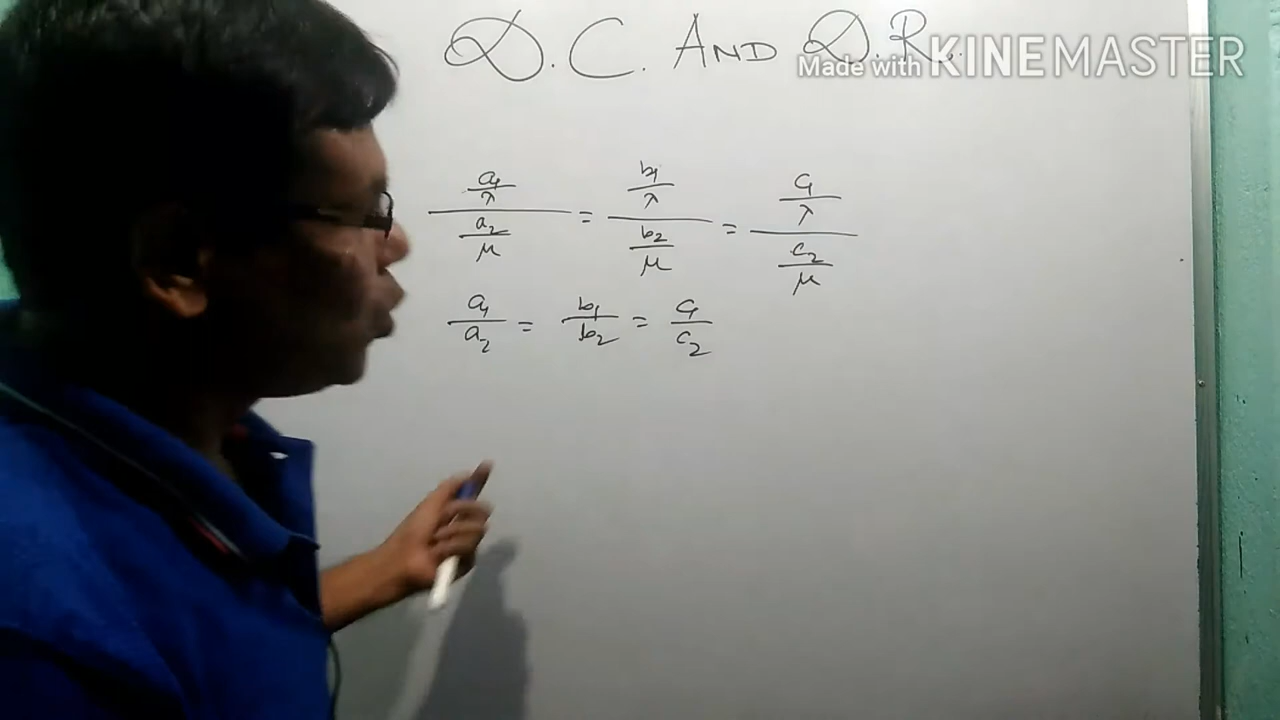 D.C. AND D.R.
Made with KINEMASTER
a₁/λ / a₂/μ = b₁/λ / b₂/μ = c₁/λ / c₂/μ
a₁/a₂ = b₁/b₂ = c₁/c₂